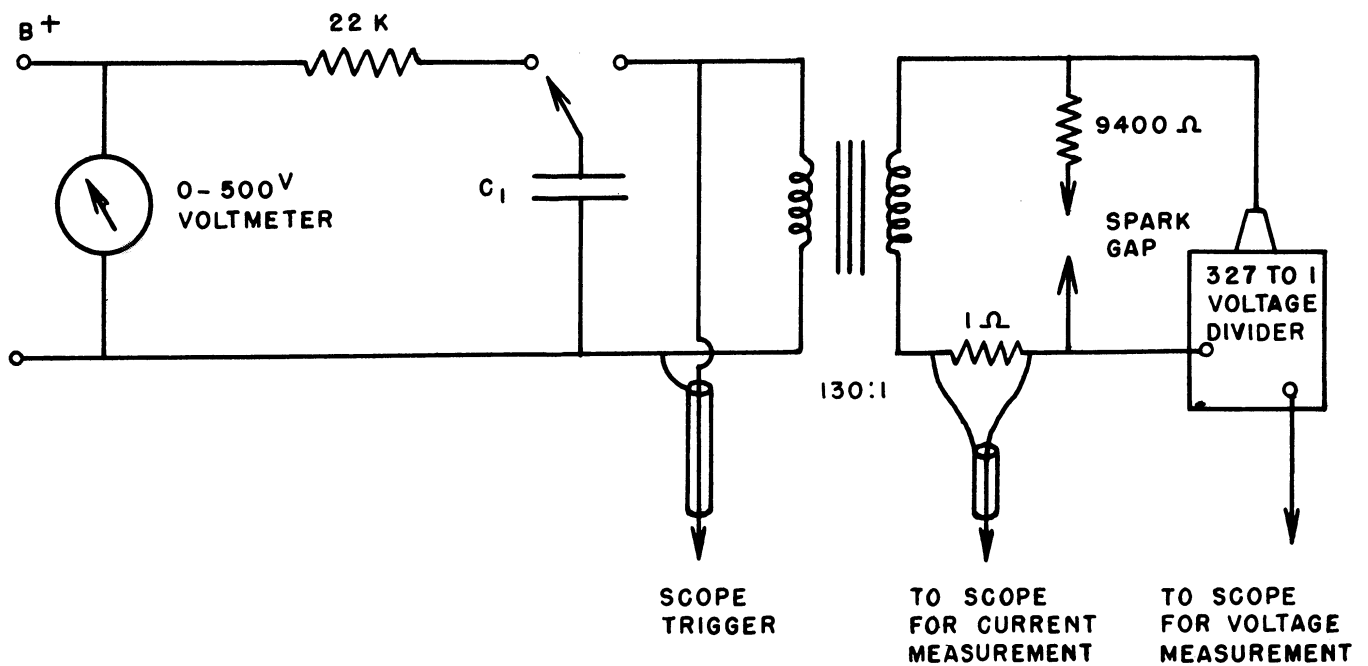 B+
22 K
0-500V
VOLTMETER
C1
9400 Ω
SPARK
GAP
327 TO 1
VOLTAGE
DIVIDER
1 Ω
130:1
SCOPE
TRIGGER
TO SCOPE
FOR CURRENT
MEASUREMENT
TO SCOPE
FOR VOLTAGE
MEASUREMENT